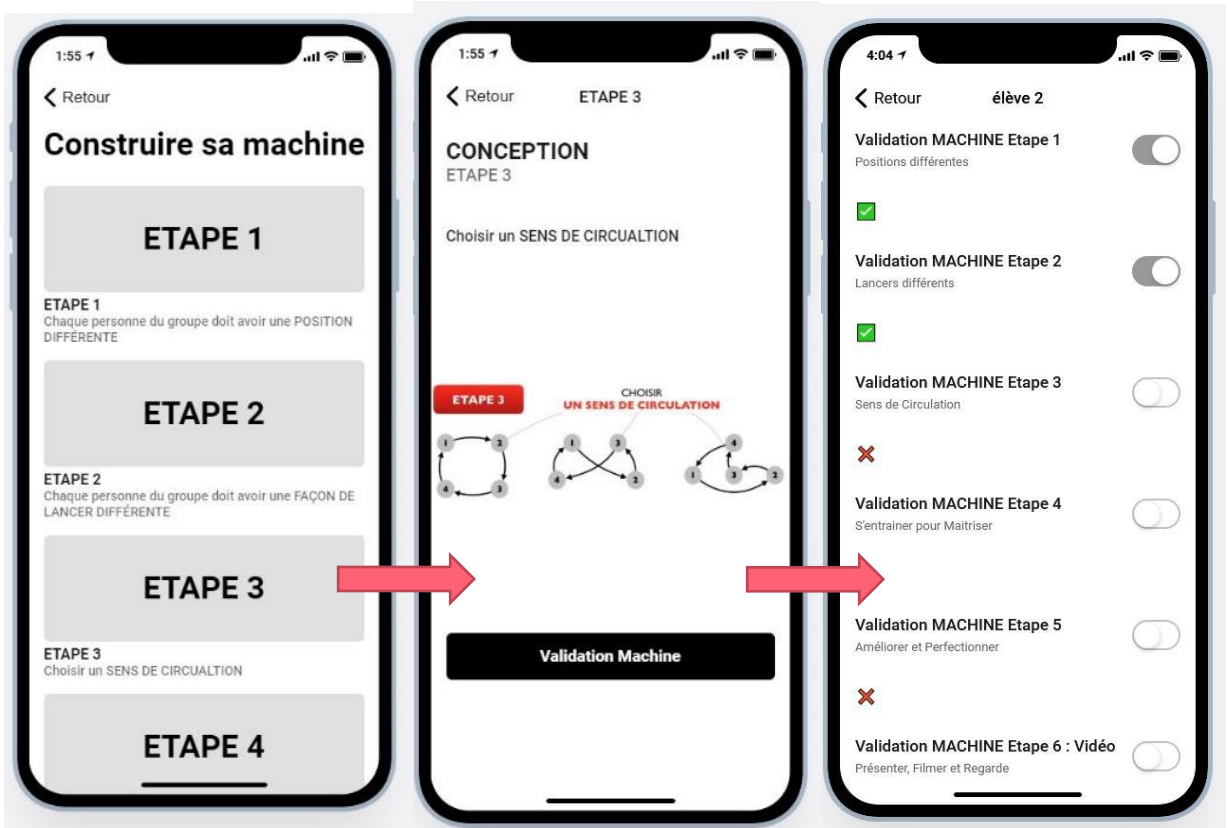 1:55
Retour
Construire sa machine
ETAPE 1
ETAPE 1
Chaque personne du groupe doit avoir une POSITION
DIFFÉRENTE
ETAPE 2
ETAPE 2
Chaque personne du groupe doit avoir une FAÇON DE
LANCER DIFFÉRENTE
ETAPE 3
ETAPE 3
Choisir un SENS DE CIRCUALTION
ETAPE 4
1:55
Retour
ETAPE 3
CONCEPTION
ETAPE 3
Choisir un SENS DE CIRCUALTION
ETAPE 3
CHOISIR
UN SENS DE CIRCULATION
1 2
4 3
1 3
4 2
4
1 3 2
Validation Machine
4:04
Retour
élève 2
Validation MACHINE Etape 1
Positions différentes
Validation MACHINE Etape 2
Lancers différents
Validation MACHINE Etape 3
Sens de Circulation
Validation MACHINE Etape 4
S'entrainer pour Maitriser
Validation MACHINE Etape 5
Améliorer et Perfectionner
Validation MACHINE Etape 6 : Vidéo
Présenter, Filmer et Regarde